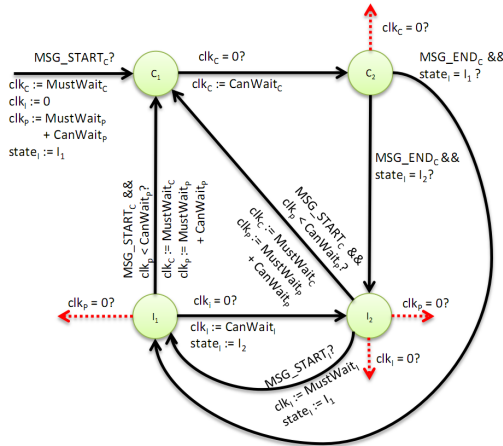 MSG_START_C?
clk_C := MustWait_C
clk_I := 0
clk_P := MustWait_P
+ CanWait_P
state_I := I_1
C_1
clk_C = 0?
clk_C := CanWait_C
C_2
clk_C = 0?
MSG_END_C &&
state_I = I_1 ?
MSG_END_C &&
state_I = I_2?
MSG_START_C &&
clk_P < CanWait_P?
clk_C := MustWait_C
clk_P := MustWait_P
+ CanWait_P
MSG_START_C &&
clk_P < CanWait_P?
clk_C := MustWait_C
clk_P := MustWait_P
+ CanWait_P
clk_P = 0?
I_1
clk_I = 0?
clk_I := CanWait_I
state_I := I_2
I_2
clk_P = 0?
clk_I = 0?
MSG_START_I?
clk_I := MustWait_I
state_I := I_1